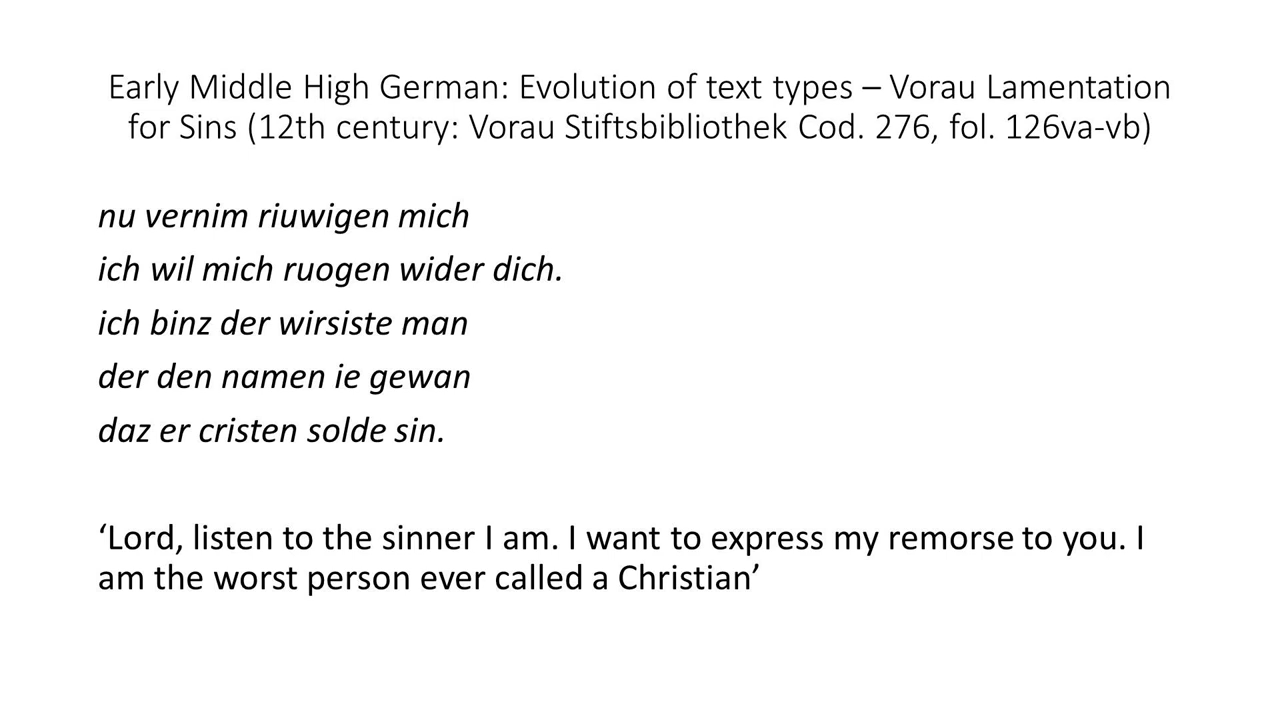 Early Middle High German: Evolution of text types – Vorau Lamentation
for Sins (12th century: Vorau Stiftsbibliothek Cod. 276, fol. 126va-vb)
nu vernim riuwigen mich
ich wil mich ruogen wider dich.
ich binz der wirsiste man
der den namen ie gewan
daz er cristen solde sin.
‘Lord, listen to the sinner I am. I want to express my remorse to you. I
am the worst person ever called a Christian’